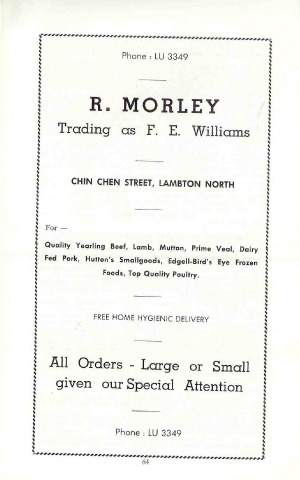 Phone : LU 3349
R. MORLEY
Trading as F. E. Williams
CHIN CHEN STREET, LAMBTON NORTH
For —
Quality Yearling Beef, Lamb, Mutton, Prime Veal, Dairy
Fed Pork, Hutton's Smallgoods, Edgell-Bird's Eye Frozen
Foods, Top Quality Poultry.
FREE HOME HYGIENIC DELIVERY
All Orders - Large or Small
given our Special Attention
Phone : LU 3349
64